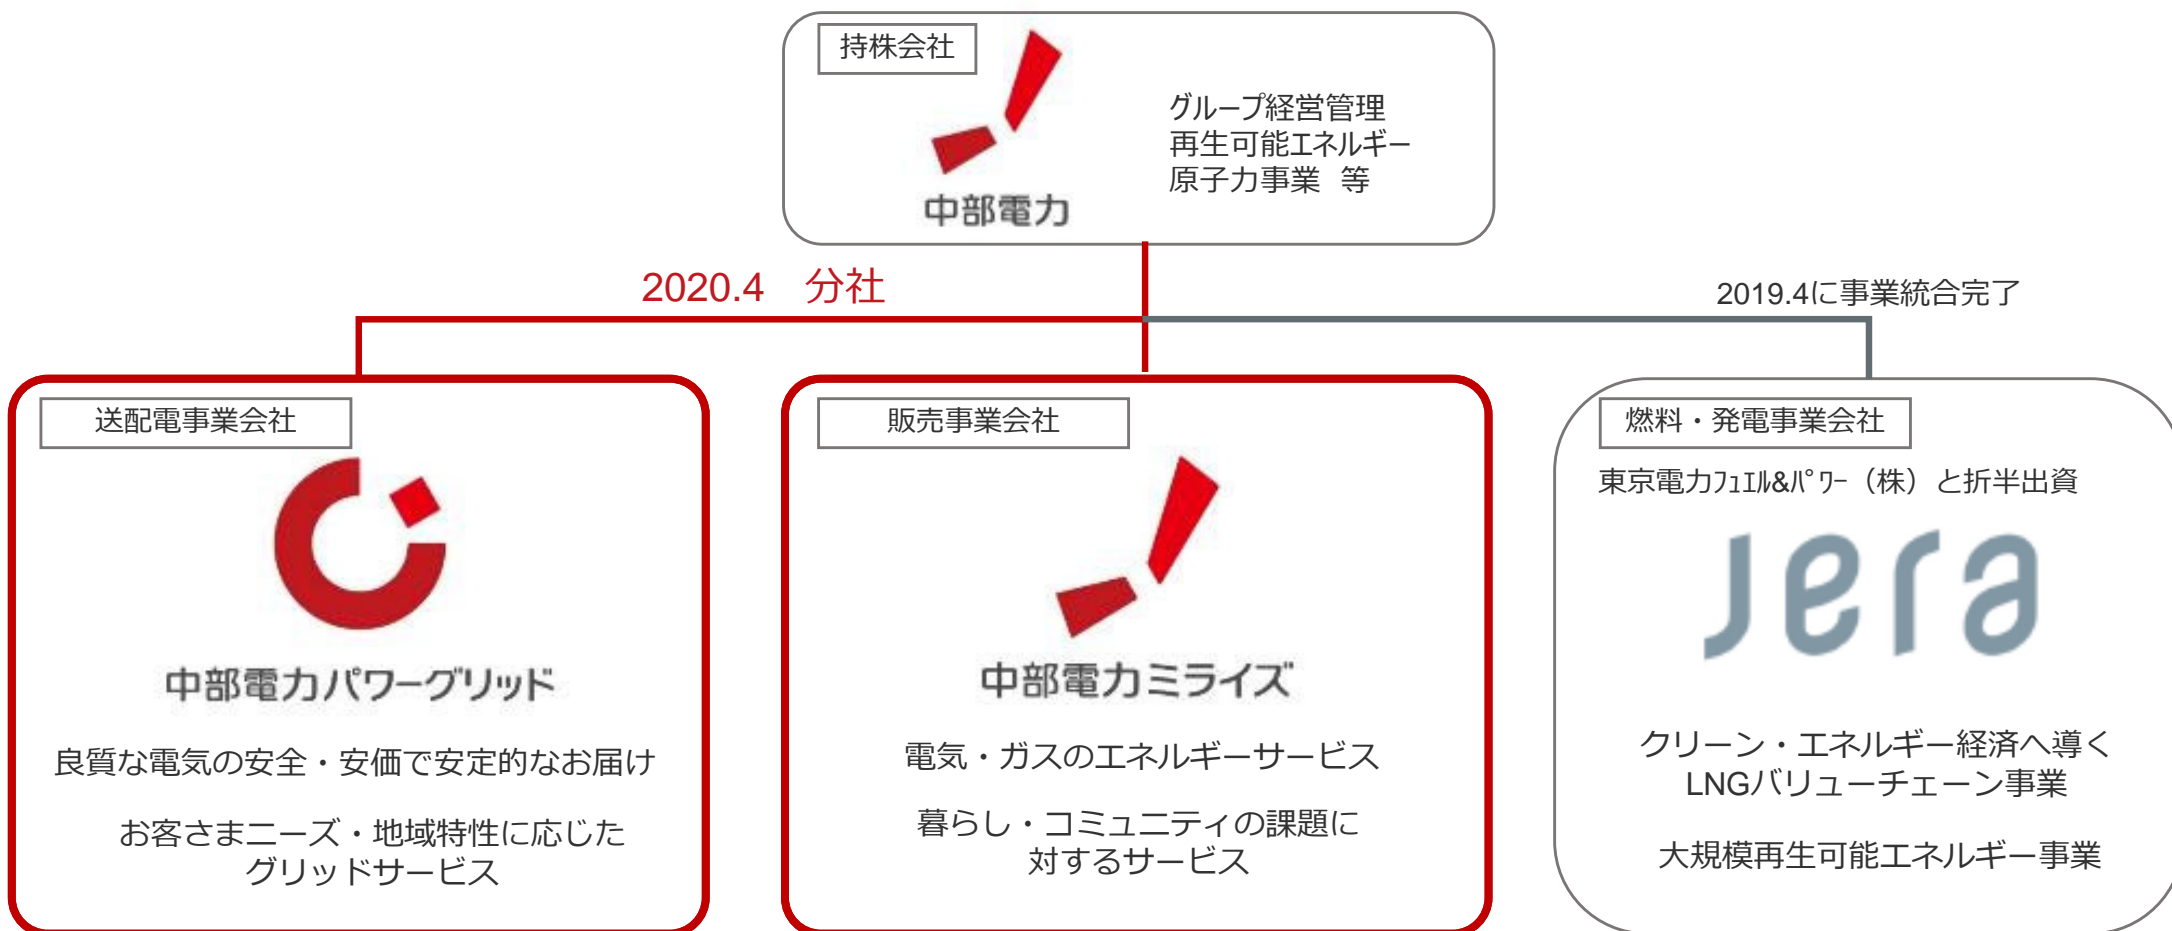 持株会社
グループ経営管理
再生可能エネルギー
原子力事業 等
中部電力
2020.4 分社
2019.4に事業統合完了
送配電事業会社
中部電力パワーグリッド
良質な電気の安全・安価で安定的なお届け
お客さまニーズ・地域特性に応じた
グリッドサービス
販売事業会社
中部電力ミライズ
電気・ガスのエネルギーサービス
暮らし・コミュニティの課題に
対するサービス
燃料・発電事業会社
東京電力ﾌｭｴﾙ&ﾊﾟﾜｰ（株）と折半出資
Jera
クリーン・エネルギー経済へ導く
LNGバリューチェーン事業
大規模再生可能エネルギー事業